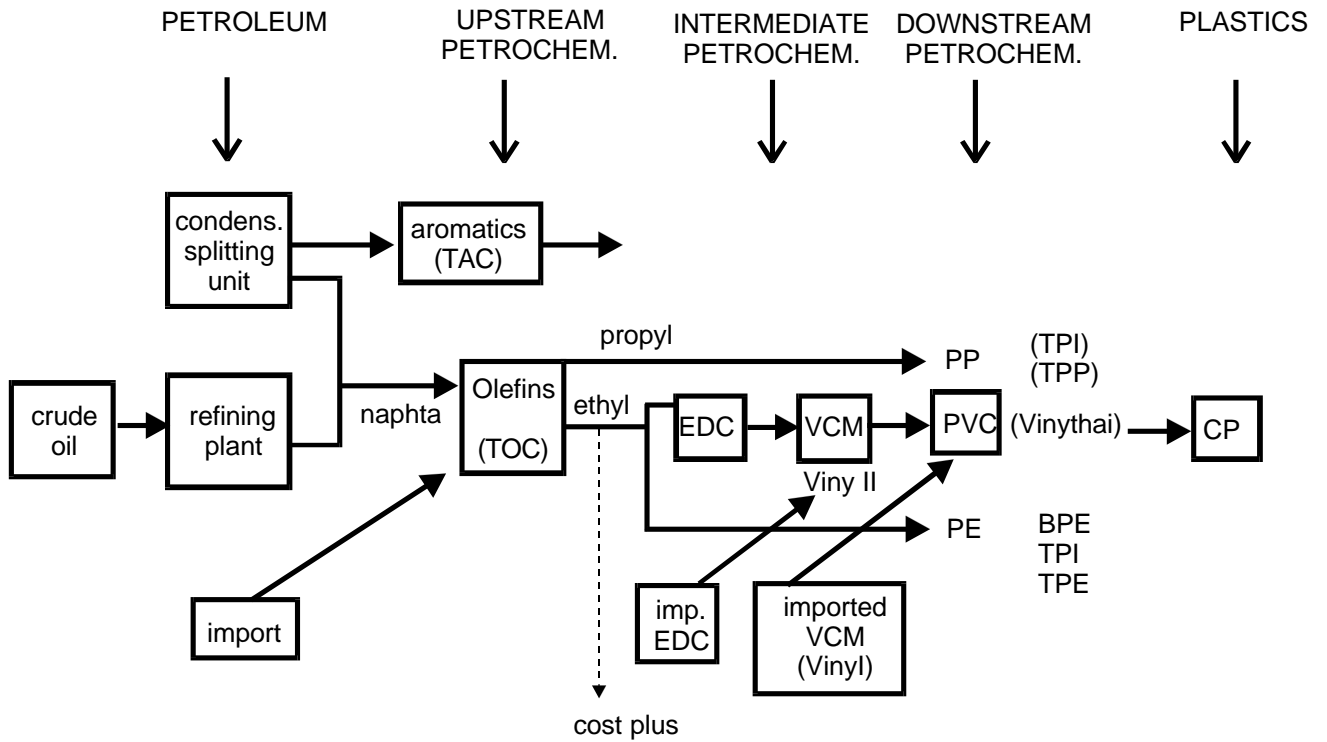 PETROLEUM
UPSTREAM
PETROCHEM.
INTERMEDIATE
PETROCHEM.
DOWNSTREAM
PETROCHEM.
PLASTICS
condens.
splitting
unit
aromatics
(TAC)
propyl
PP
(TPI)
(TPP)
crude
oil
refining
plant
naphta
Olefins
(TOC)
ethyl
EDC
VCM
PVC
(Vinythai)
CP
Viny II
PE
BPE
TPI
TPE
import
imp.
EDC
imported
VCM
(VinyI)
cost plus